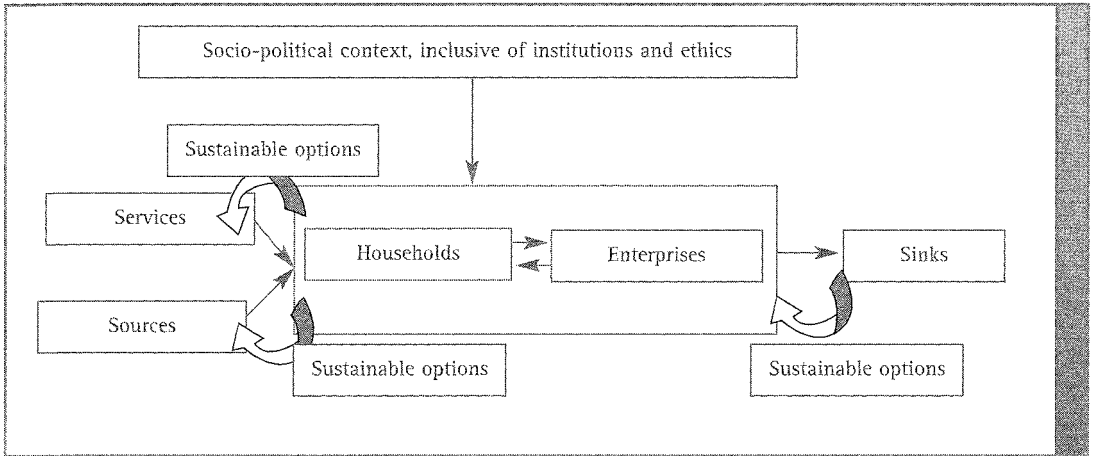 Socio-political context, inclusive of institutions and ethics
Sustainable options
Services
Households
Enterprises
Sinks
Sources
Sustainable options
Sustainable options